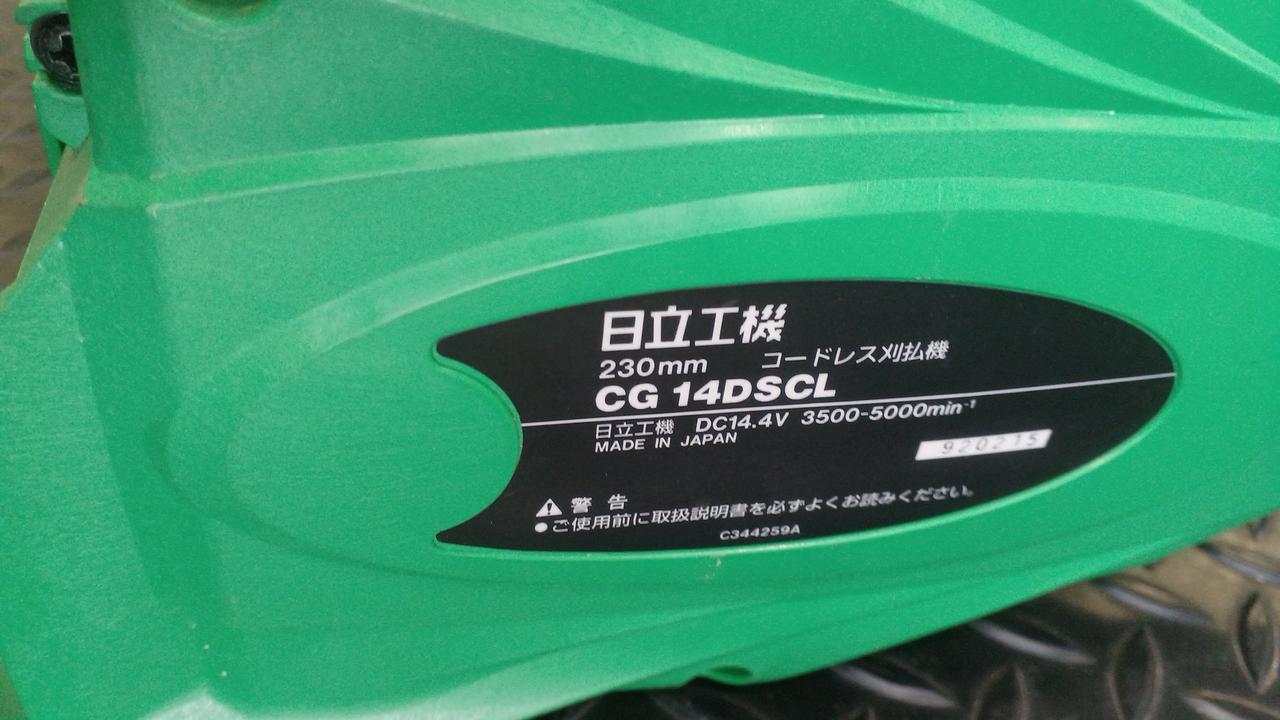 日立工機
230mm コードレス刈払機
CG 14DSCL
日立工機 DC14.4V 3500-5000min⁻¹
MADE IN JAPAN
920215
⚠ 警告
●ご使用前に取扱説明書を必ずよくお読みください。
C344259A